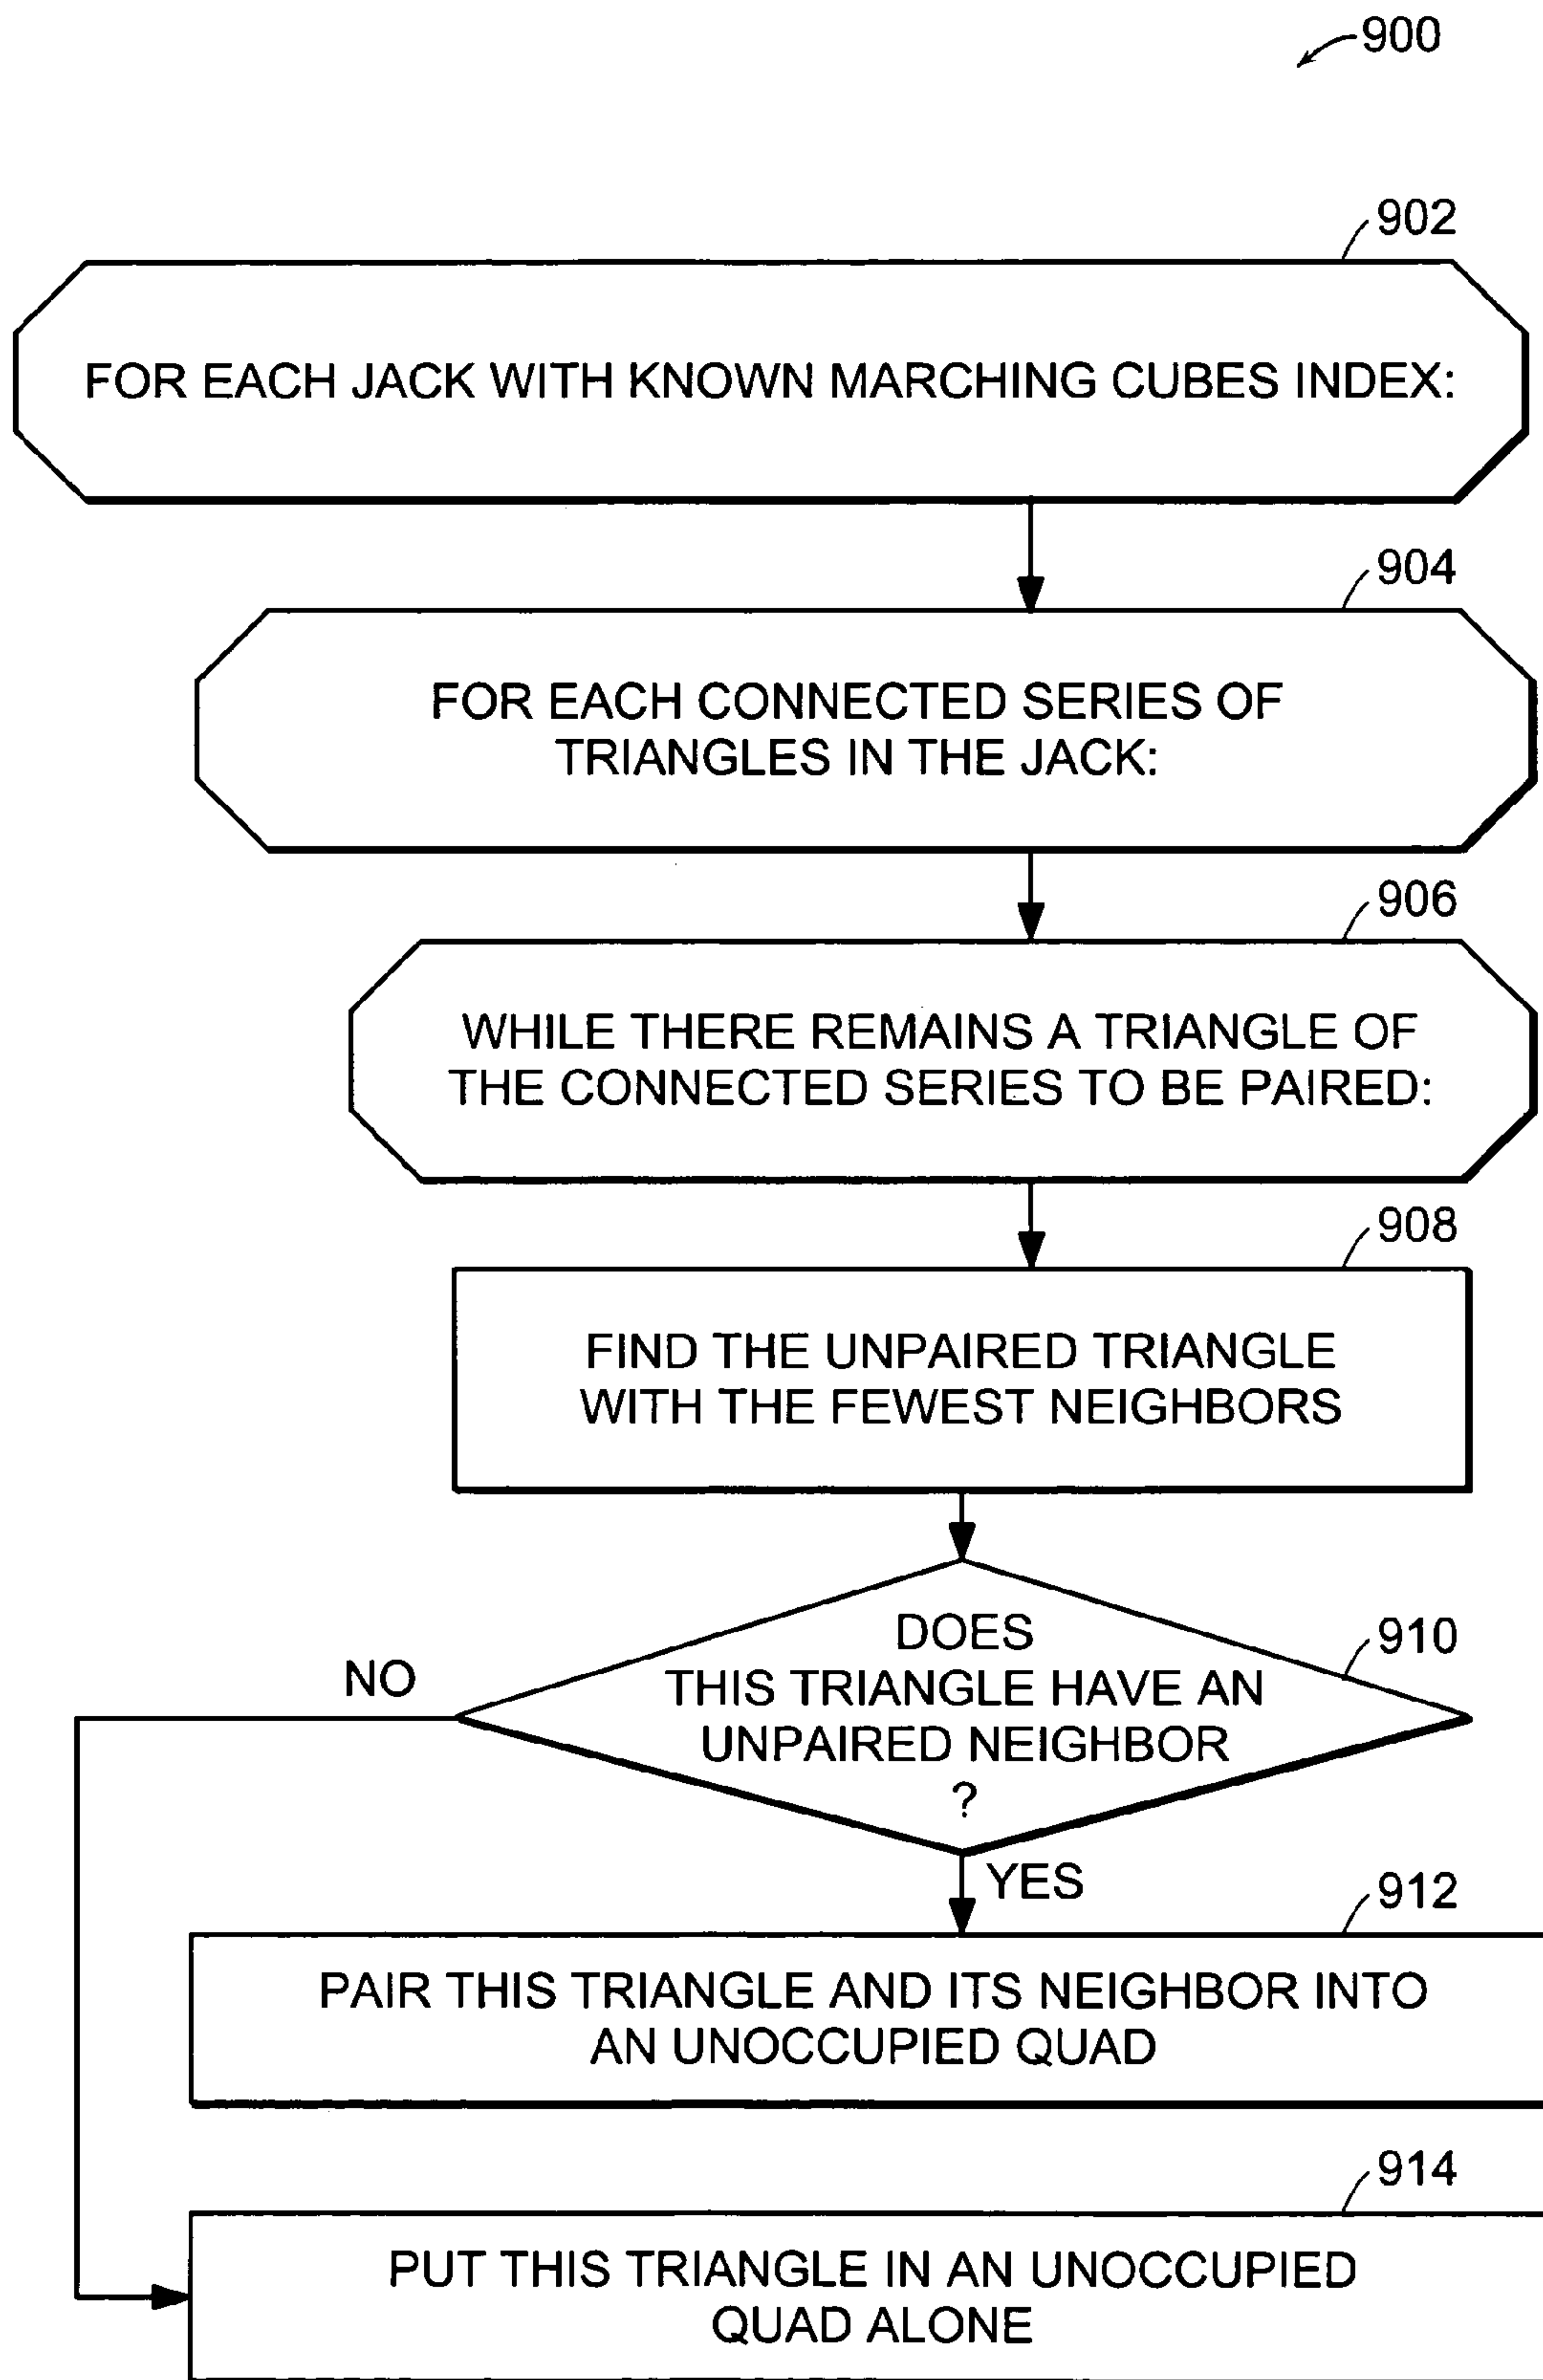 900
902
FOR EACH JACK WITH KNOWN MARCHING CUBES INDEX:
904
FOR EACH CONNECTED SERIES OF
TRIANGLES IN THE JACK:
906
WHILE THERE REMAINS A TRIANGLE OF
THE CONNECTED SERIES TO BE PAIRED:
908
FIND THE UNPAIRED TRIANGLE
WITH THE FEWEST NEIGHBORS
910
DOES
THIS TRIANGLE HAVE AN
UNPAIRED NEIGHBOR
?
NO
YES
912
PAIR THIS TRIANGLE AND ITS NEIGHBOR INTO
AN UNOCCUPIED QUAD
914
PUT THIS TRIANGLE IN AN UNOCCUPIED
QUAD ALONE